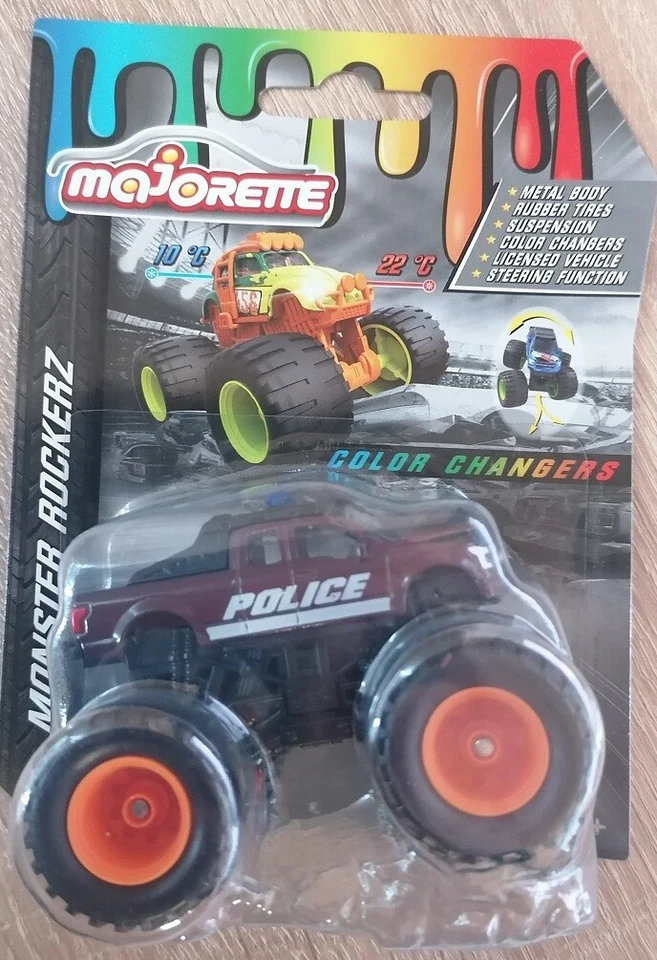 majORETTE
★ METAL BODY
★ RUBBER TIRES
★ SUSPENSION
★ COLOR CHANGERS
★ LICENSED VEHICLE
★ STEERING FUNCTION
10 °C
22 °C
COLOR CHANGERS
MONSTER ROCKERZ
POLICE